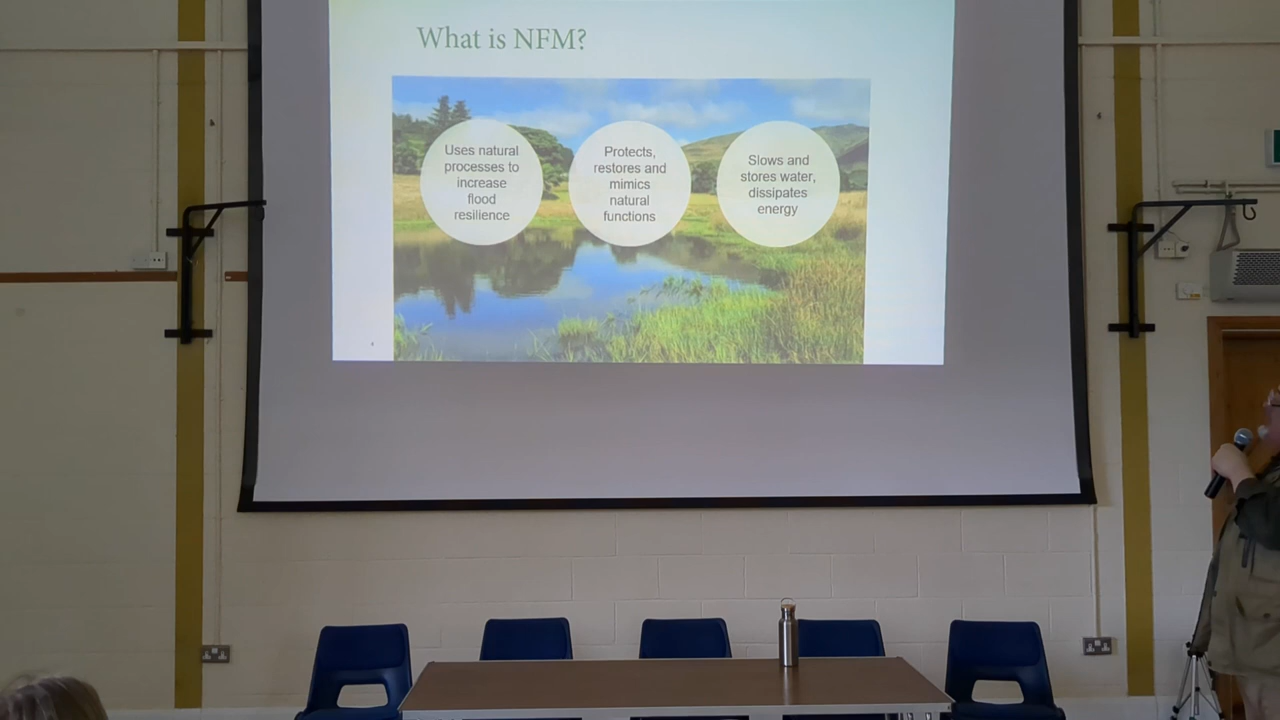 What is NFM?
Uses natural
processes to
increase
flood
resilience
Protects,
restores and
mimics
natural
functions
Slows and
stores water,
dissipates
energy